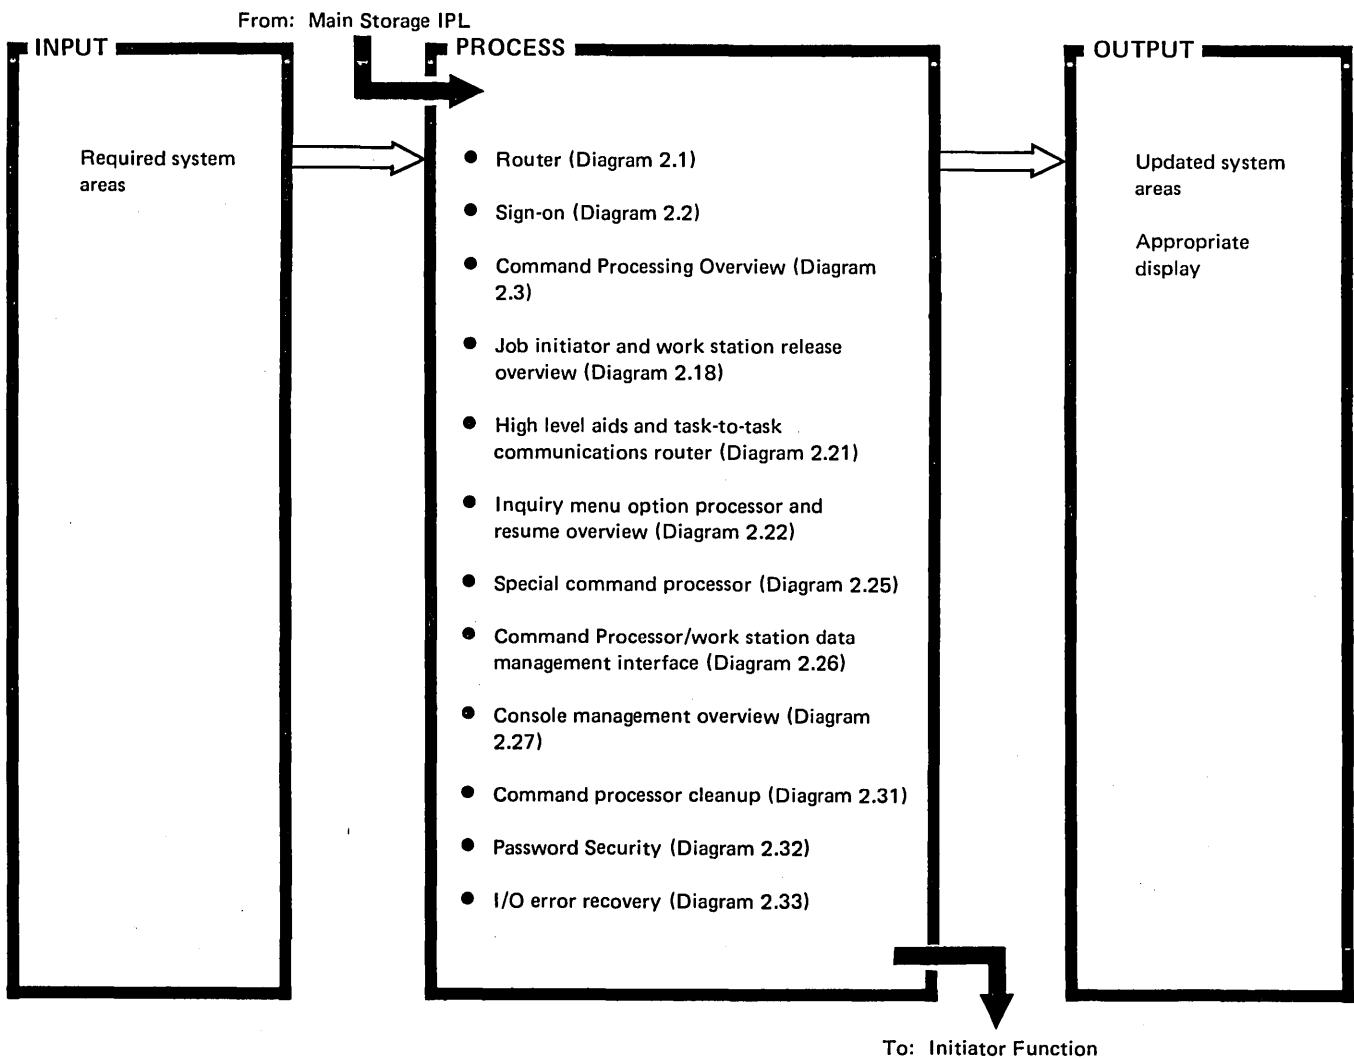 From: Main Storage IPL
INPUT
Required system
areas
PROCESS
● Router (Diagram 2.1)
● Sign-on (Diagram 2.2)
● Command Processing Overview (Diagram
2.3)
● Job initiator and work station release
overview (Diagram 2.18)
● High level aids and task-to-task
communications router (Diagram 2.21)
● Inquiry menu option processor and
resume overview (Diagram 2.22)
● Special command processor (Diagram 2.25)
● Command Processor/work station data
management interface (Diagram 2.26)
● Console management overview (Diagram
2.27)
● Command processor cleanup (Diagram 2.31)
● Password Security (Diagram 2.32)
● I/O error recovery (Diagram 2.33)
OUTPUT
Updated system
areas
Appropriate
display
To: Initiator Function